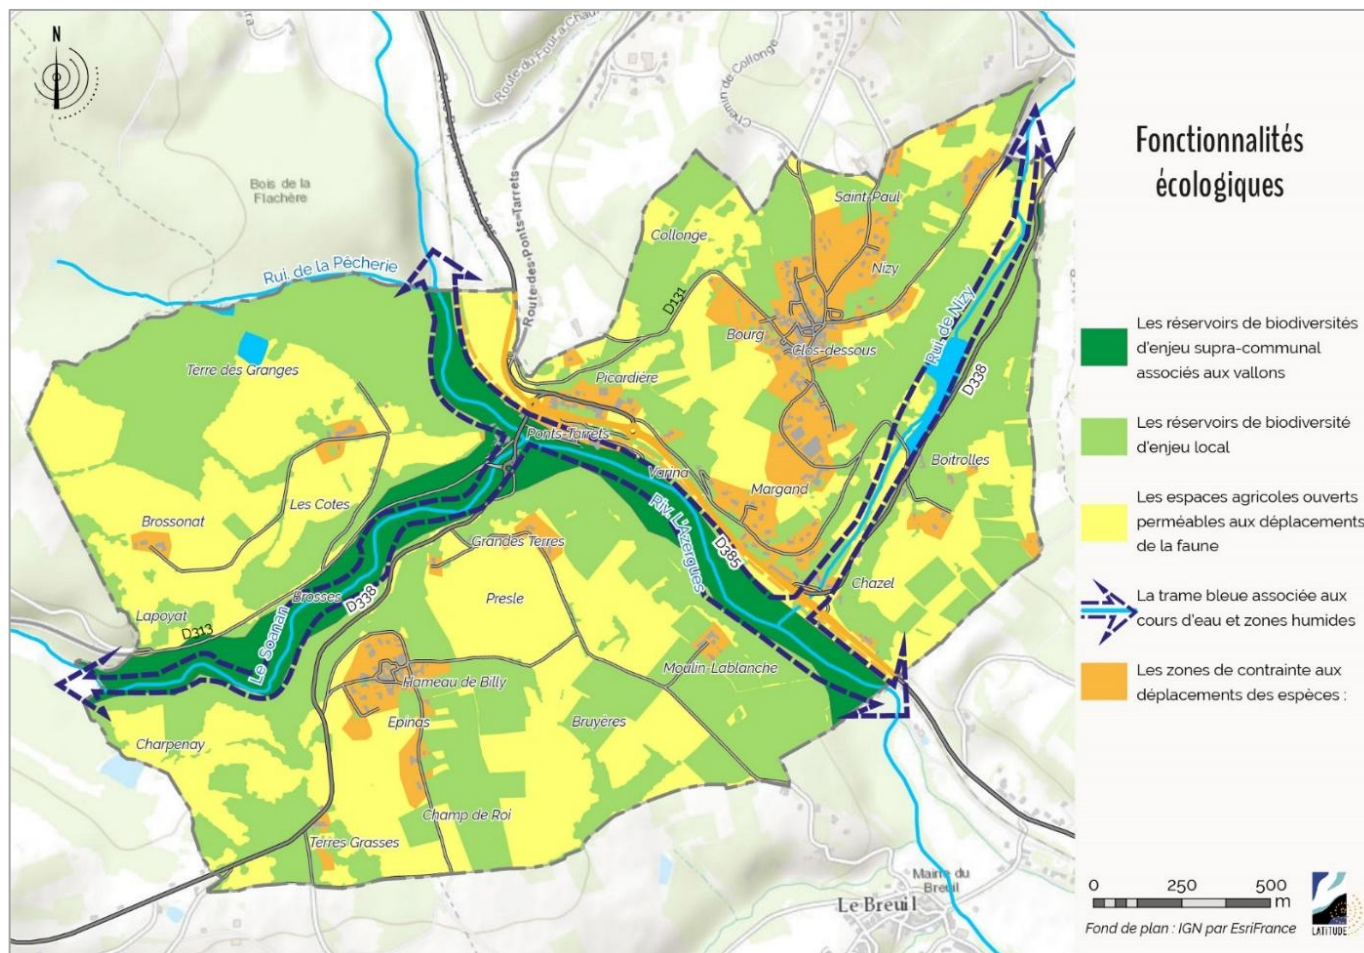 N
Chemin de Collonge
Route des Ponts-Tarrets
Bois de la
Flachère
Rui. de la Pêcherie
Saint-Paul
Collonge
Nizy
D131
Bourg
Clos-dessous
Rui. de Nizy
D338
Terre des Granges
Picardière
Ponts-Tarrets
Varina
Boitrolles
Les Cotes
Margand
Brossonat
Grandes Terres
Riv. L'Azergues
D385
Chazel
Brosses
D338
Presle
Lapoyat
D313
Le Soanan
Moulin-Lablanche
Hameau de Billy
Epinas
Bruyères
Charpenay
Champ de Roi
Terres Grasses
Mairie du
Breuil
Le Breuil
Fonctionnalités
écologiques
Les réservoirs de biodiversités
d'enjeu supra-communal
associés aux vallons
Les réservoirs de biodiversité
d'enjeu local
Les espaces agricoles ouverts
perméables aux déplacements
de la faune
La trame bleue associée aux
cours d'eau et zones humides
Les zones de contrainte aux
déplacements des espèces :
0 250 500
m
Fond de plan : IGN par EsriFrance
LATITUDE